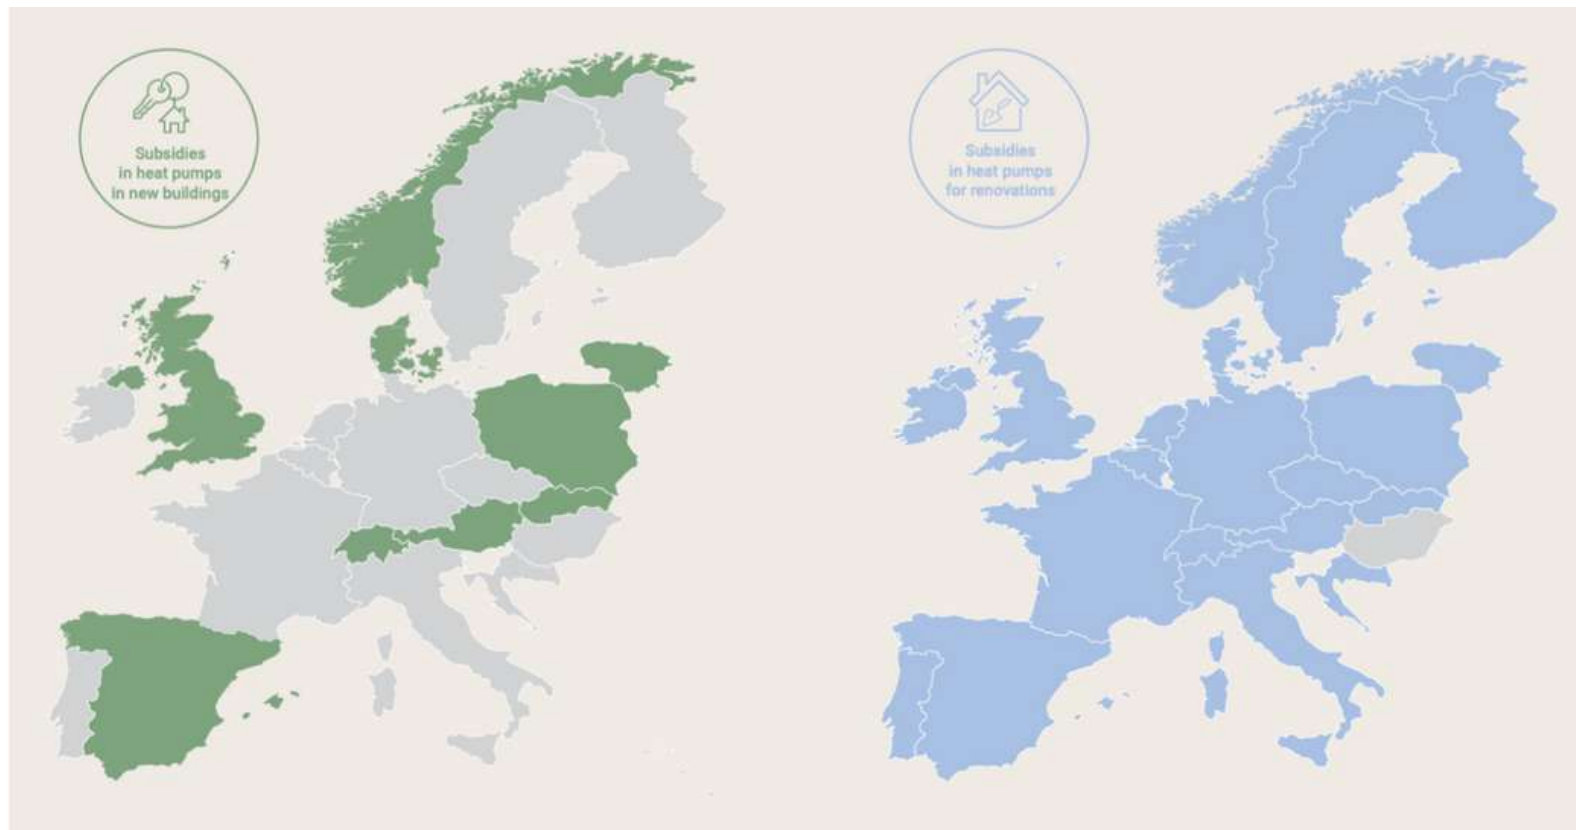 Subsidies
in heat pumps
in new buildings
Subsidies
in heat pumps
for renovations